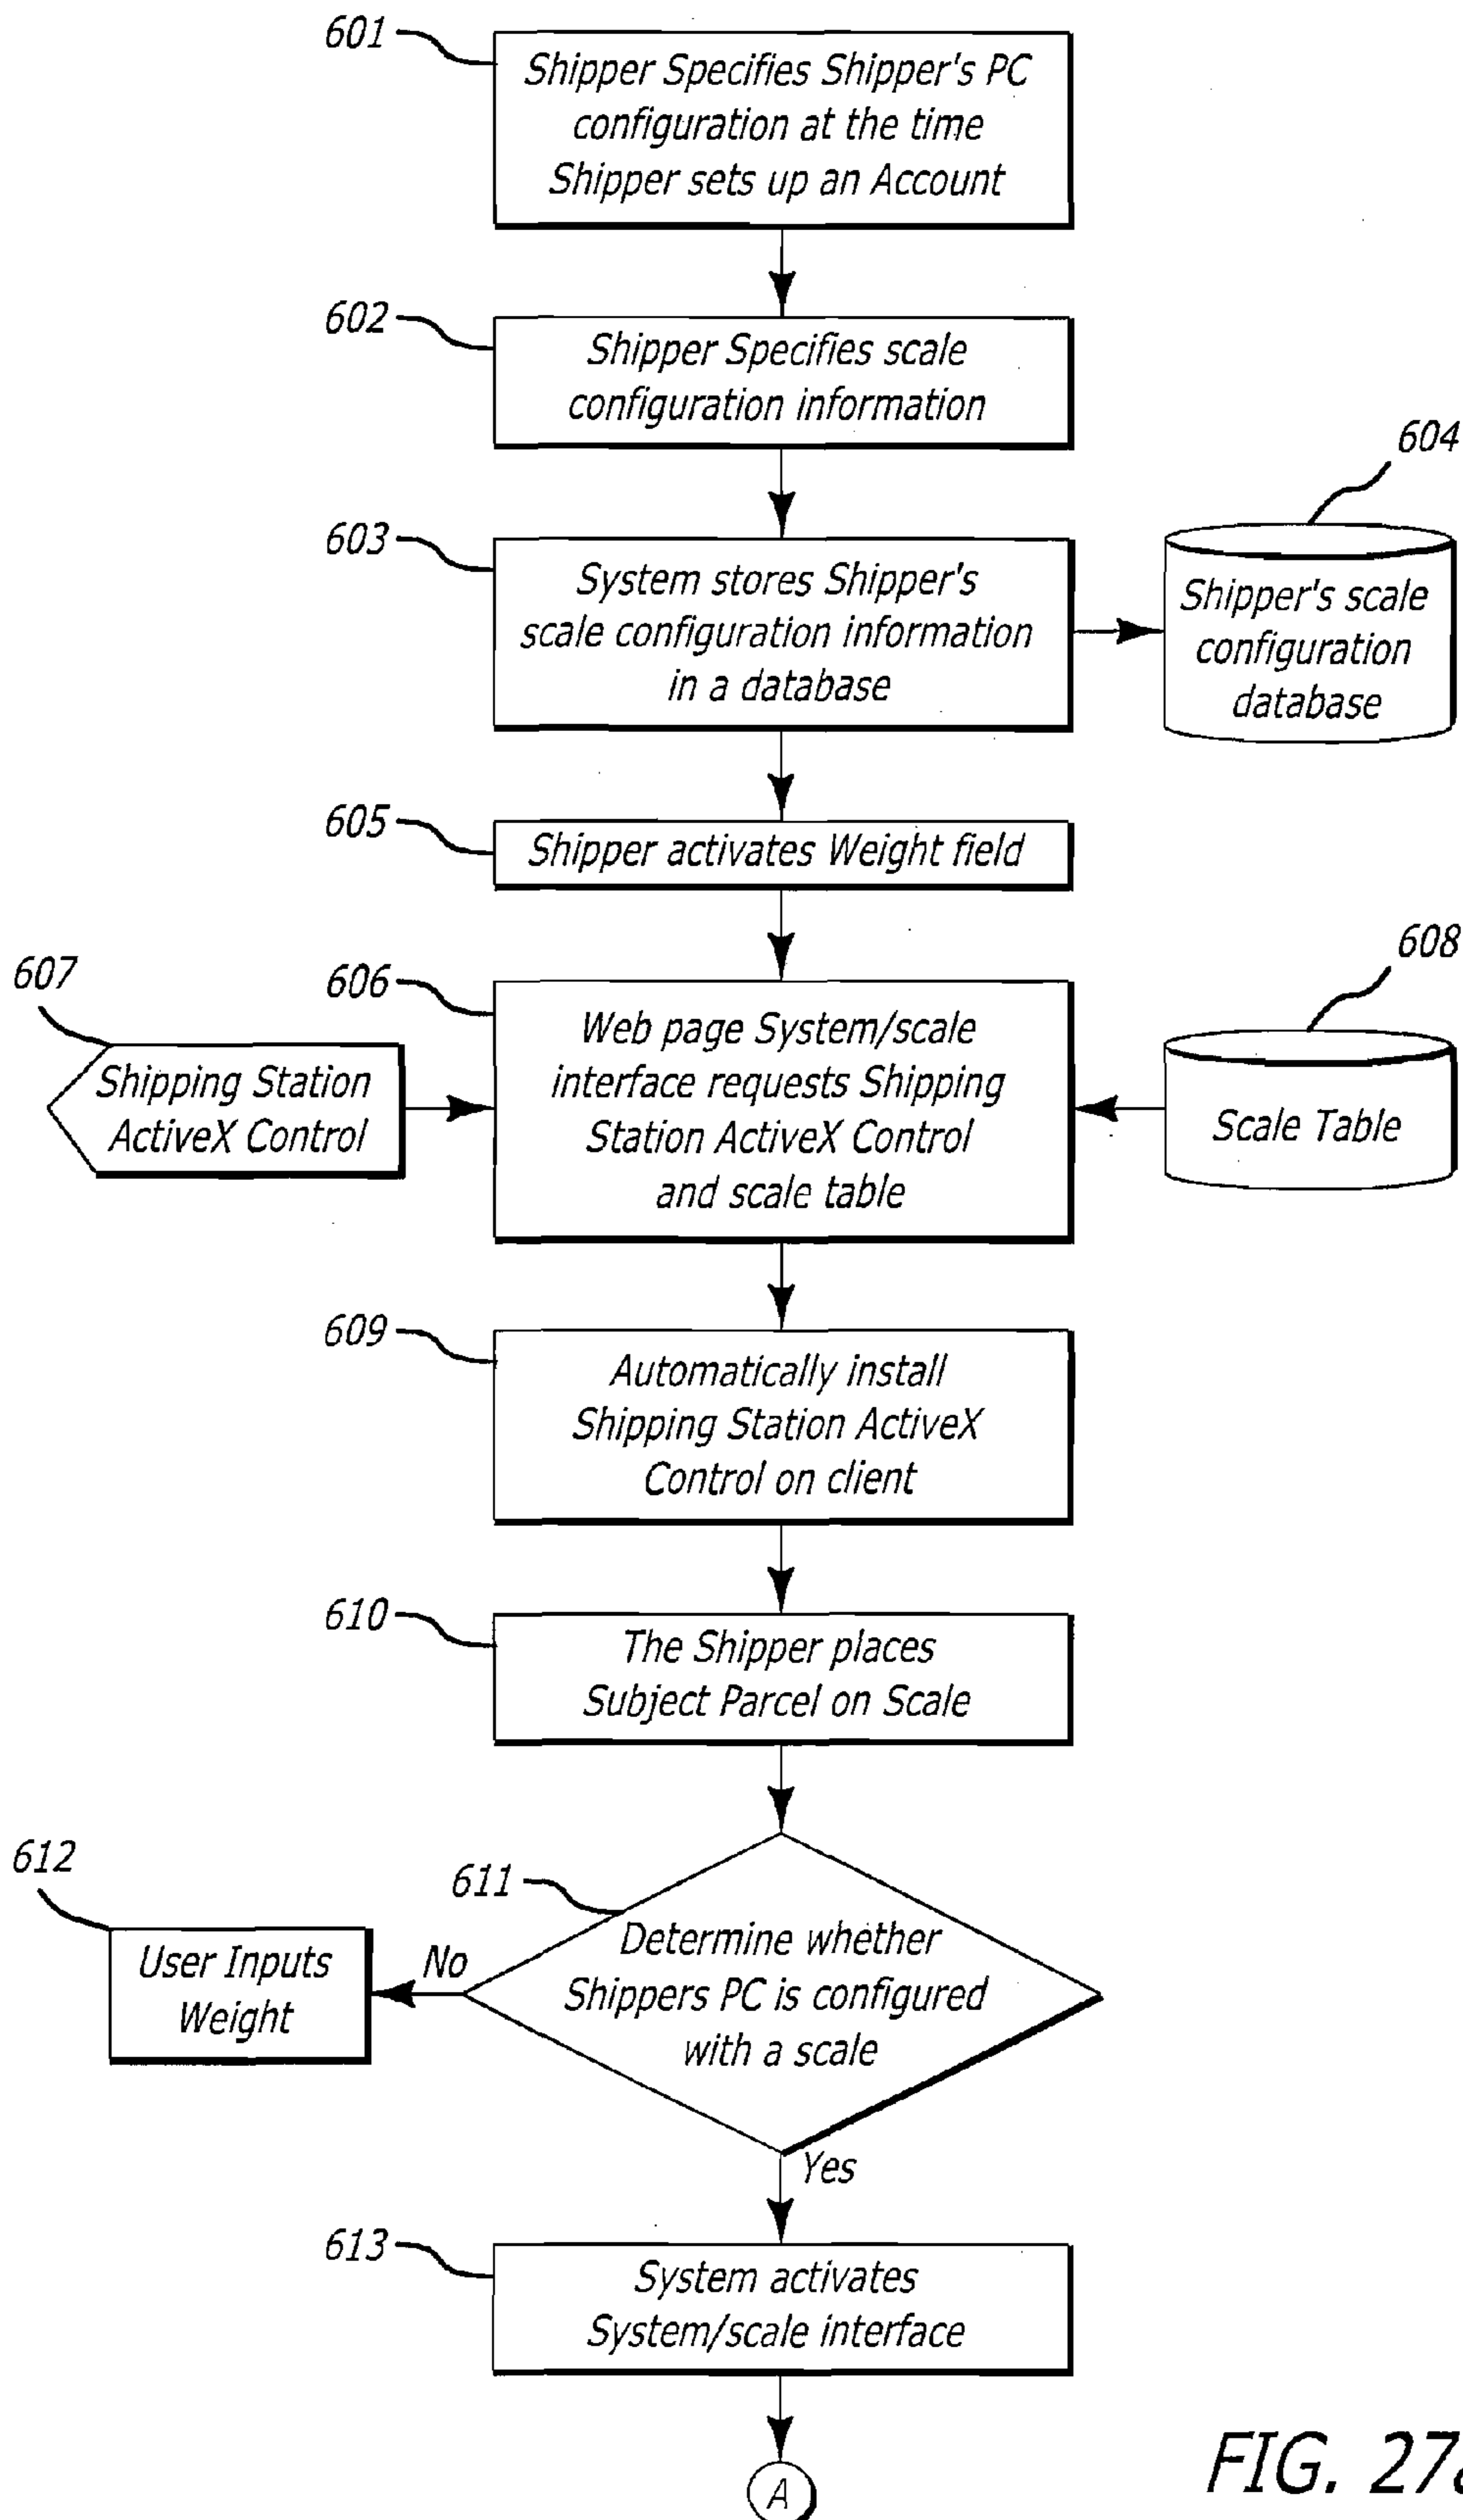 601
Shipper Specifies Shipper's PC
configuration at the time
Shipper sets up an Account
602
Shipper Specifies scale
configuration information
604
603
System stores Shipper's
scale configuration information
in a database
Shipper's scale
configuration
database
605
Shipper activates Weight field
607
606
608
Shipping Station
ActiveX Control
Web page System/scale
interface requests Shipping
Station ActiveX Control
and scale table
Scale Table
609
Automatically install
Shipping Station ActiveX
Control on client
610
The Shipper places
Subject Parcel on Scale
612
611
User Inputs
Weight
No
Determine whether
Shippers PC is configured
with a scale
Yes
613
System activates
System/scale interface
A
FIG.